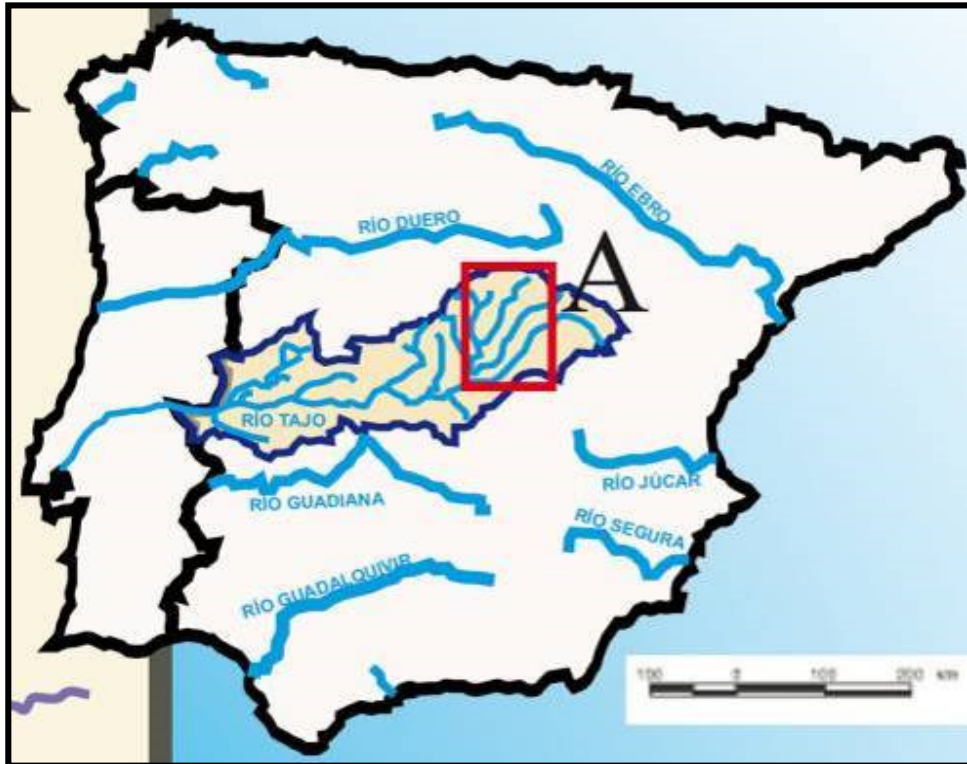 RÍO EBRO
RÍO DUERO
A
RÍO TAJO
RÍO GUADIANA
RÍO JÚCAR
RÍO SEGURA
RÍO GUADALQUIVIR
100 0 100 200 km